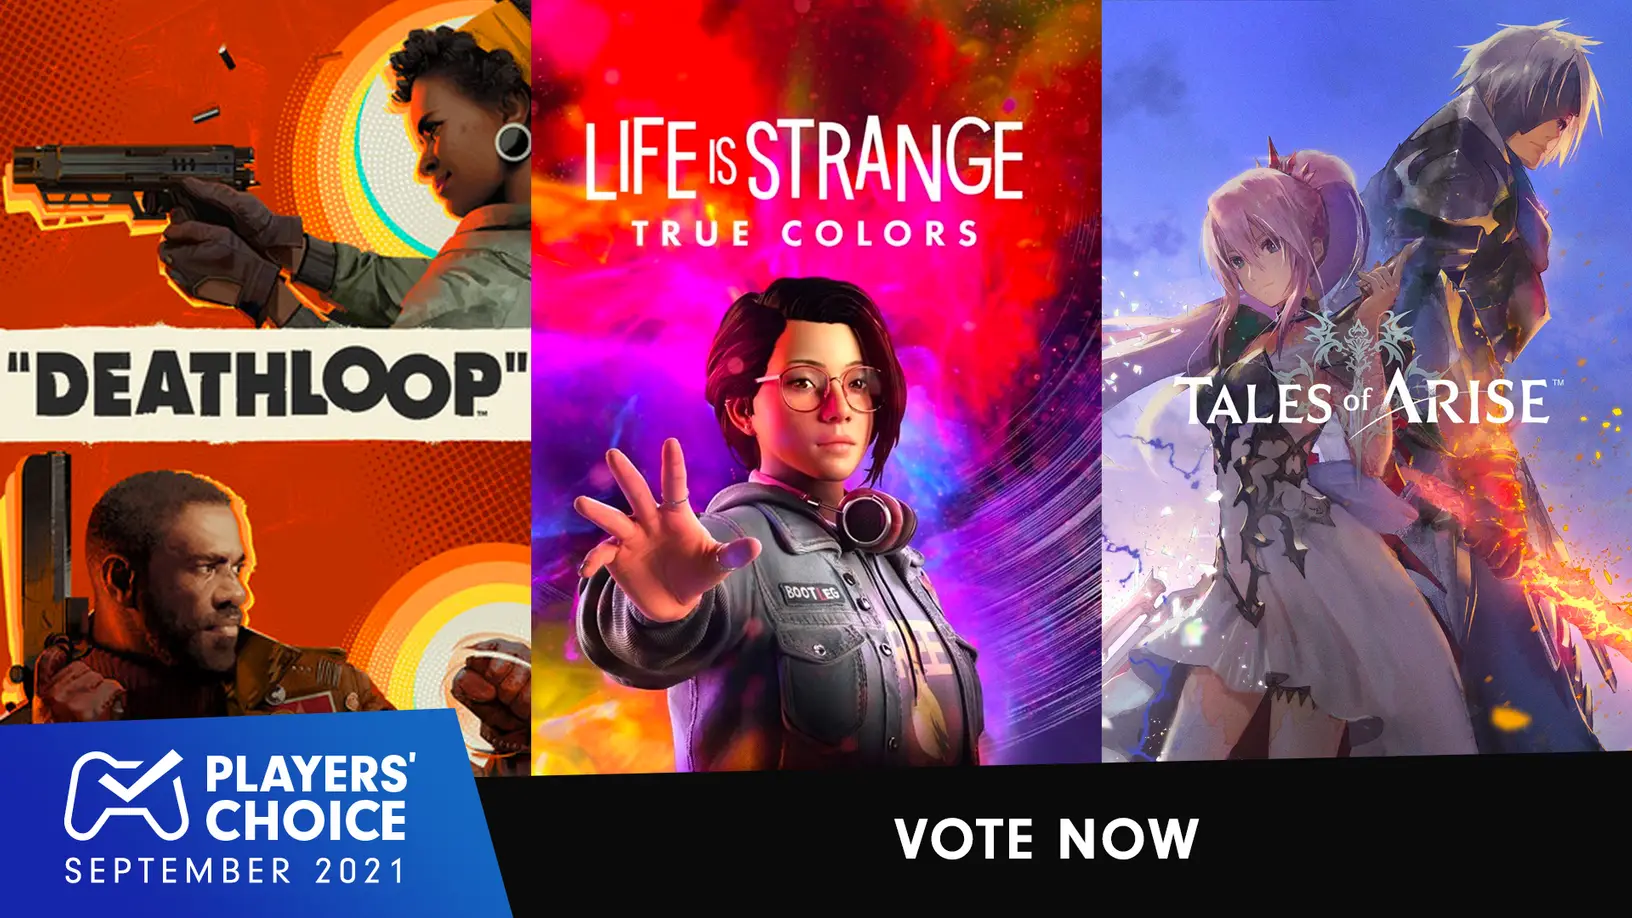 "DEATHLOOP"
TM
LIFE IS STRANGE
TRUE COLORS
BOOTLEG
TALES of ARISE™
PLAYERS'
CHOICE
SEPTEMBER 2021
VOTE NOW